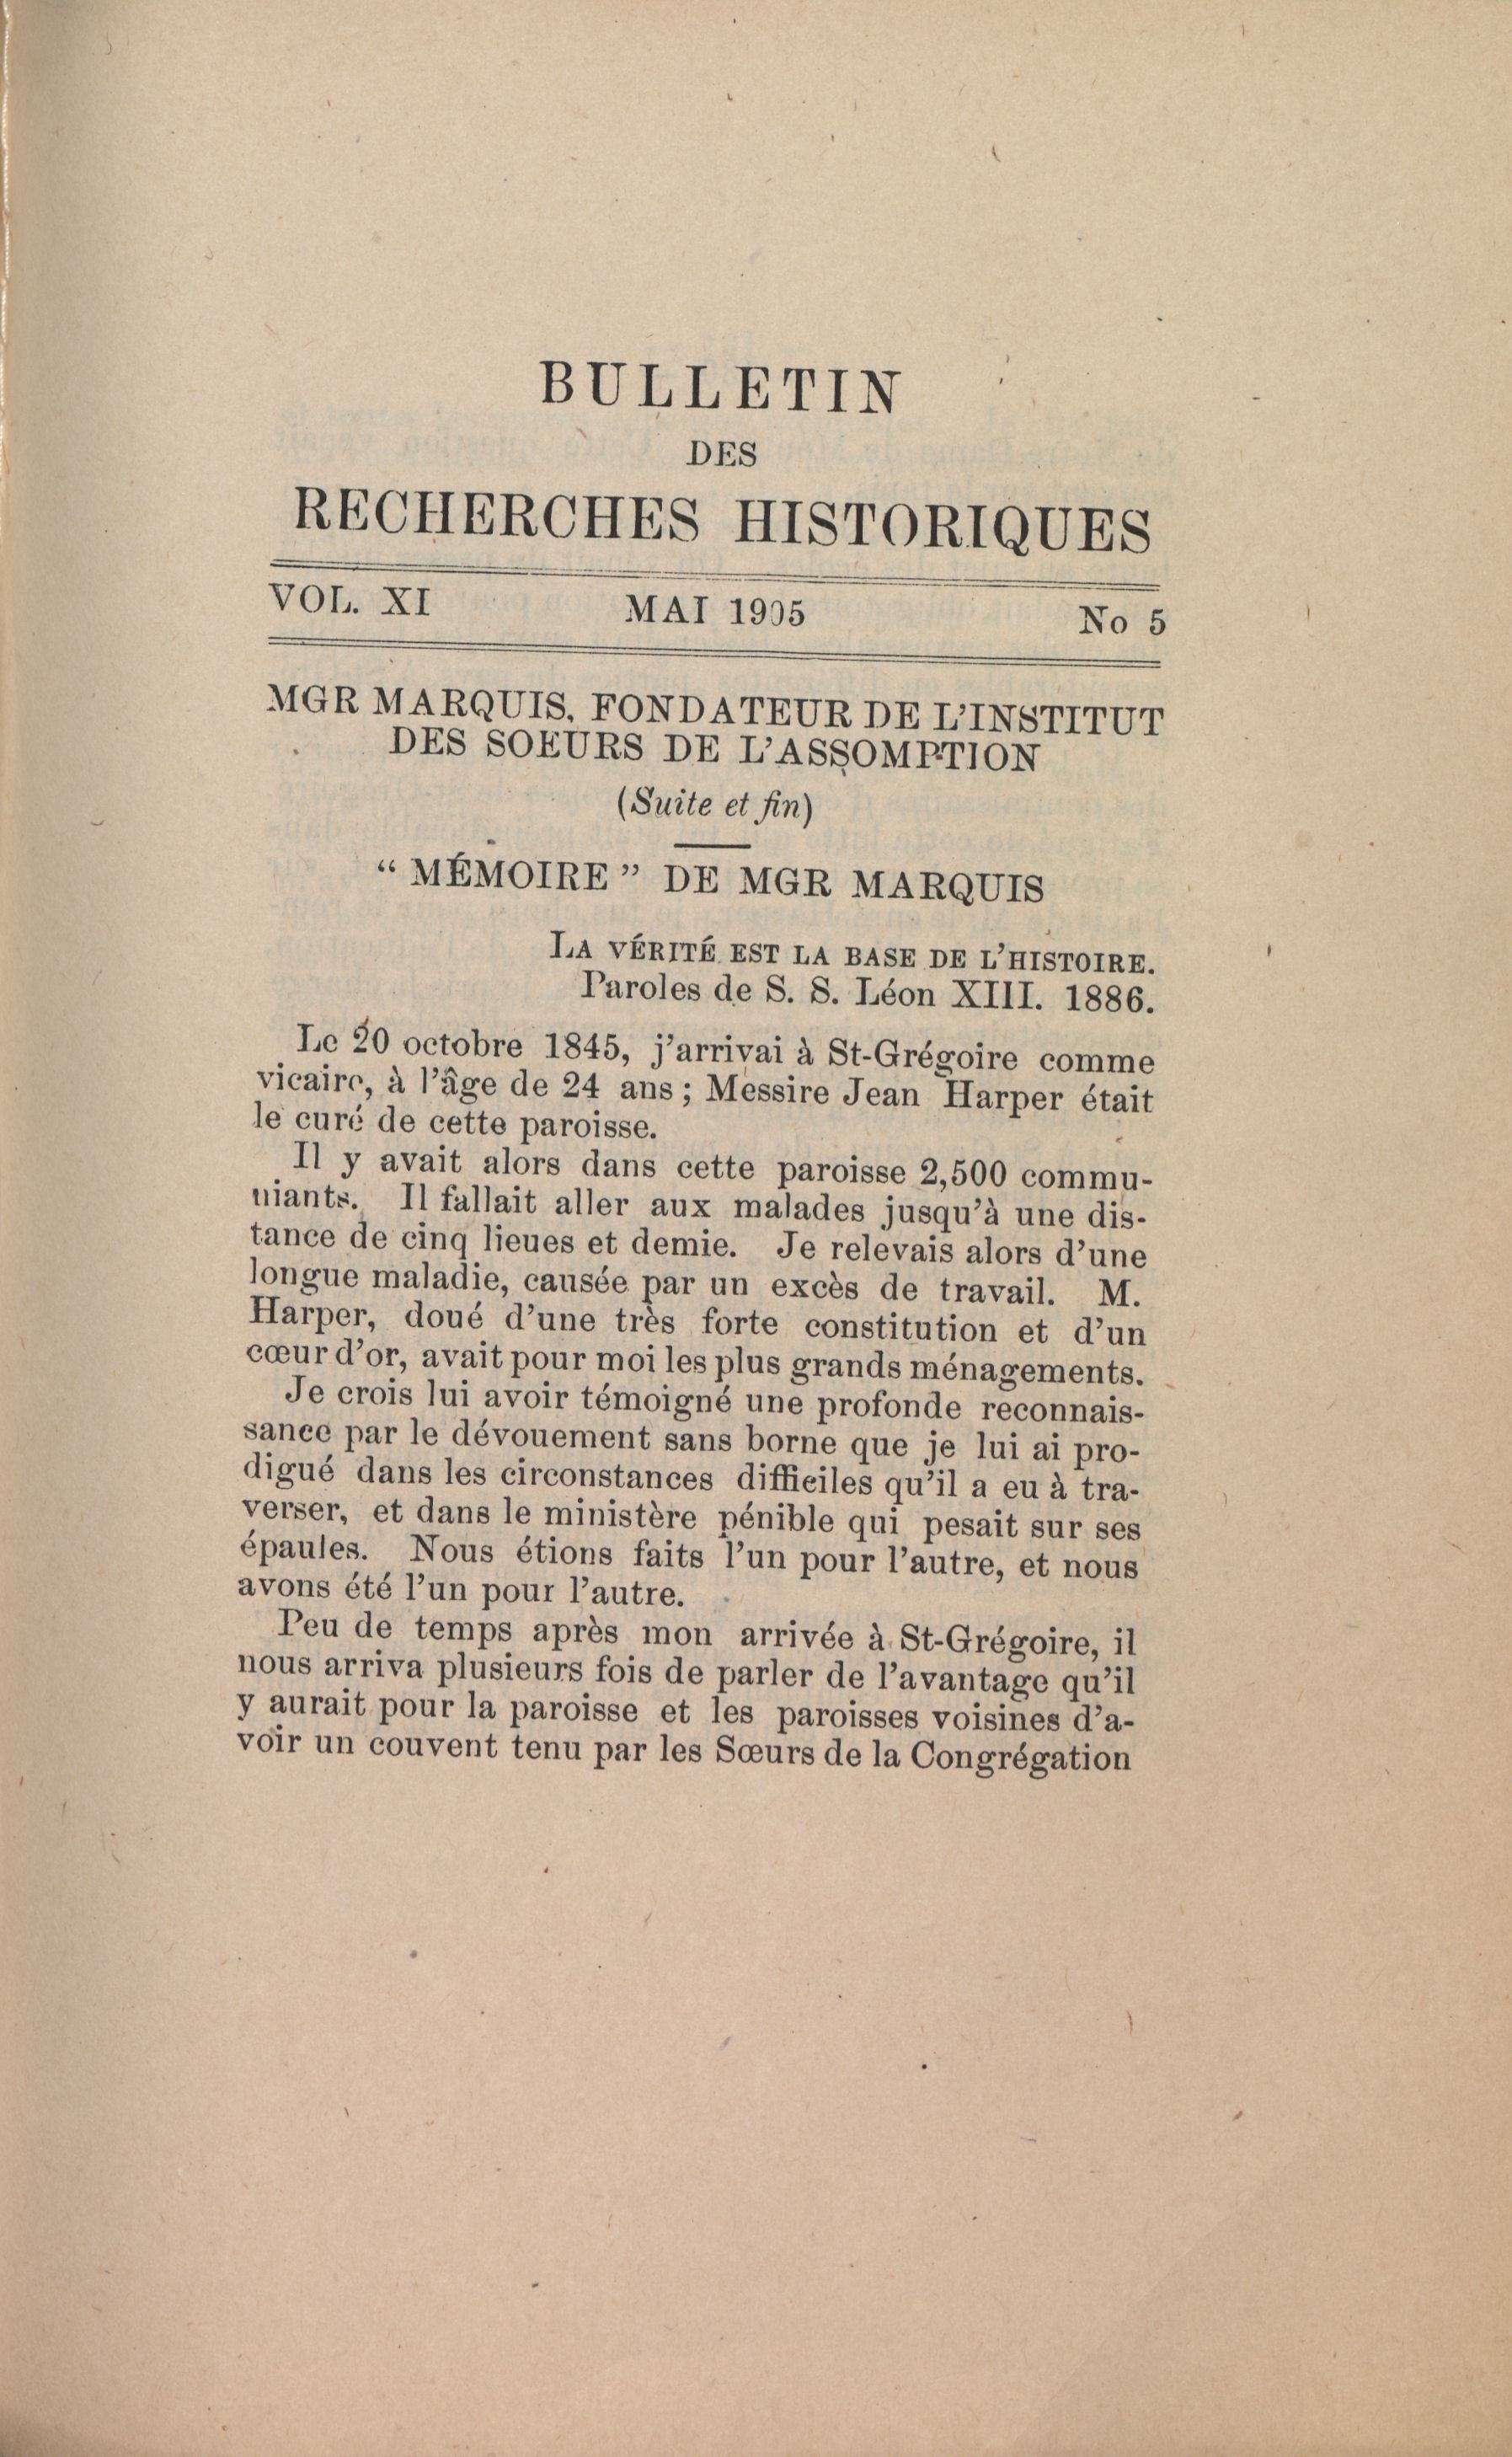 BULLETIN
DES
RECHERCHES HISTORIQUES
VOL. XI MAI 1905 No 5
MGR MARQUIS, FONDATEUR DE L'INSTITUT
DES SOEURS DE L'ASSOMPTION
(Suite et fin)
“ MÉMOIRE ” DE MGR MARQUIS
LA VÉRITÉ EST LA BASE DE L'HISTOIRE.
Paroles de S. S. Léon XIII. 1886.
Le 20 octobre 1845, j'arrivai à St-Grégoire comme
vicaire, à l'âge de 24 ans ; Messire Jean Harper était
le curé de cette paroisse.
Il y avait alors dans cette paroisse 2,500 commu-
niants. Il fallait aller aux malades jusqu'à une dis-
tance de cinq lieues et demie. Je relevais alors d'une
longue maladie, causée par un excès de travail. M.
Harper, doué d'une très forte constitution et d'un
cœur d'or, avait pour moi les plus grands ménagements.
Je crois lui avoir témoigné une profonde reconnais-
sance par le dévouement sans borne que je lui ai pro-
digué dans les circonstances difficiles qu'il a eu à tra-
verser, et dans le ministère pénible qui pesait sur ses
épaules. Nous étions faits l'un pour l'autre, et nous
avons été l'un pour l'autre.
Peu de temps après mon arrivée à St-Grégoire, il
nous arriva plusieurs fois de parler de l'avantage qu'il
y aurait pour la paroisse et les paroisses voisines d'a-
voir un couvent tenu par les Sœurs de la Congrégation